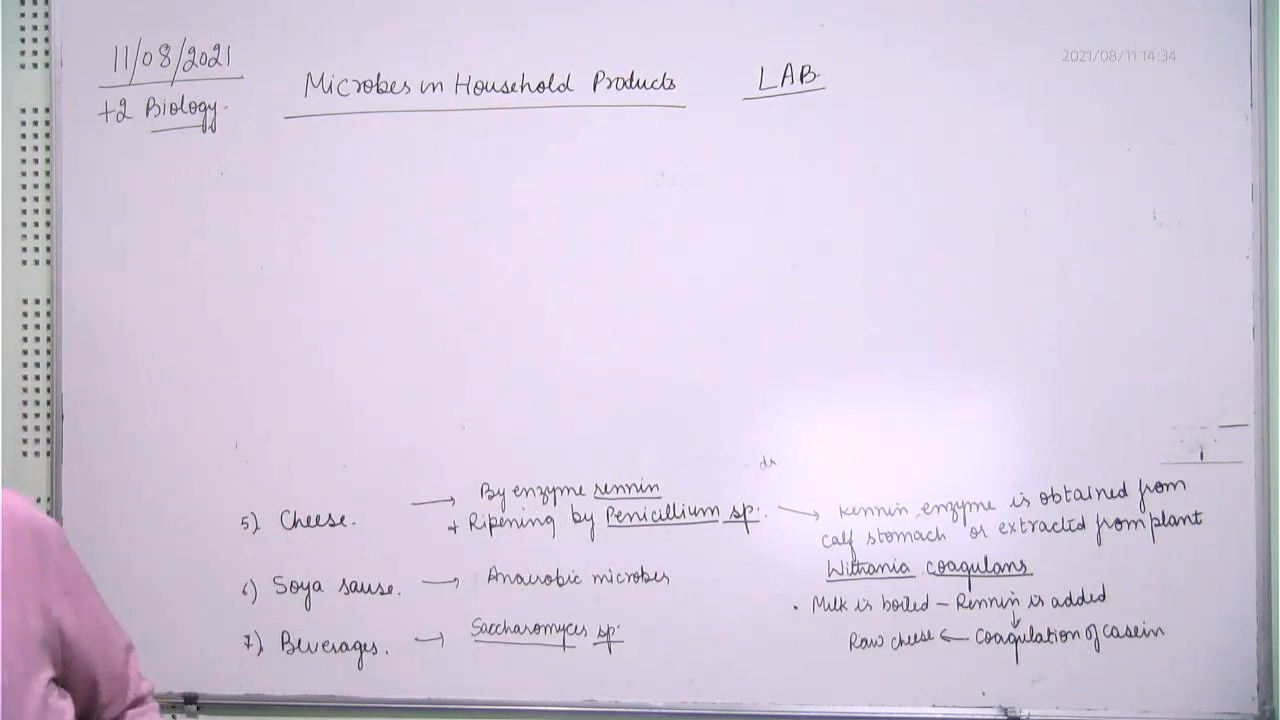 11/08/2021
+2 Biology.
Microbes in Household Products
LAB
2021/08/11 14:34
5) Cheese. → By enzyme rennin
+ Ripening by Penicillium sp. → Rennin enzyme is obtained from
calf stomach or extracted from plant
Withania coagulans
6) Soya sause. → Anaerobic microbes
• Milk is boiled – Rennin is added
↓
7) Beverages. → Saccharomyces sp.
Raw cheese ← Coagulation of casein